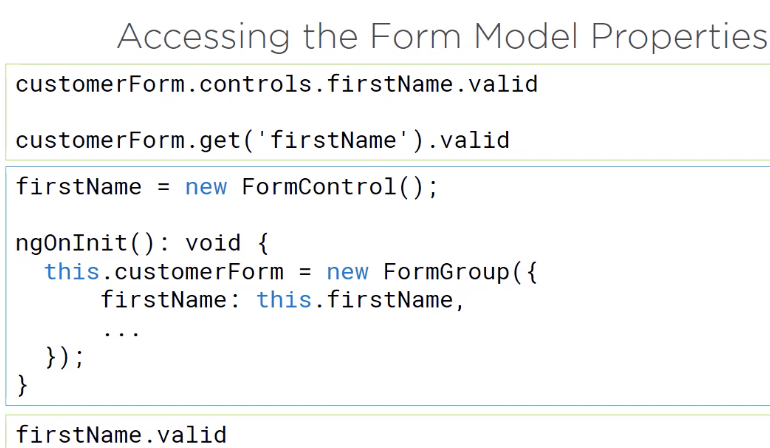 Accessing the Form Model Properties
customerForm.controls.firstName.valid
customerForm.get('firstName').valid
firstName = new FormControl();
ngOnInit(): void {
this.customerForm = new FormGroup({
firstName: this.firstName,
...
});
}
firstName.valid